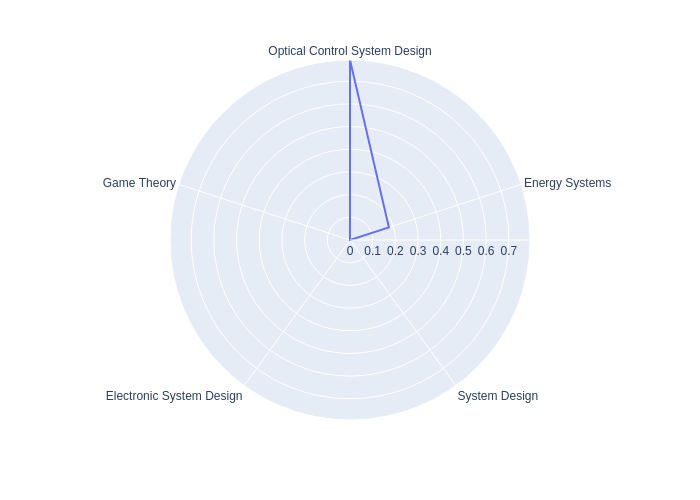 Optical Control System Design
Game Theory
Energy Systems
0 0.1 0.2 0.3 0.4 0.5 0.6 0.7
Electronic System Design
System Design